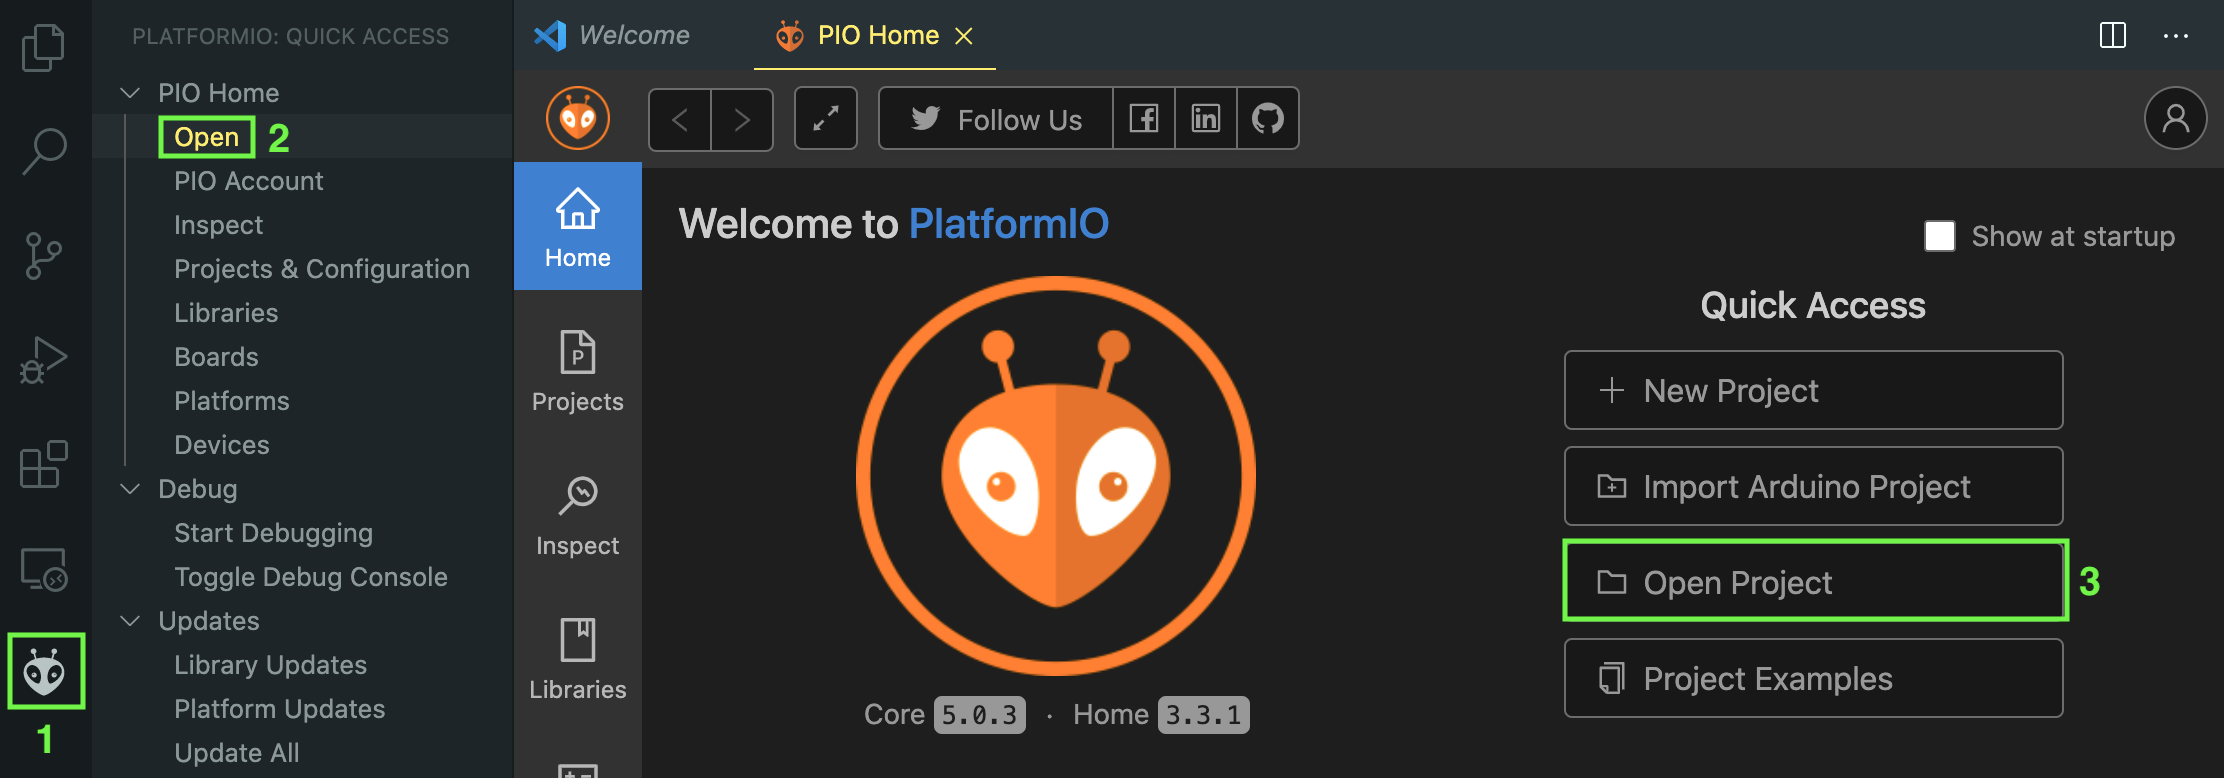 PLATFORMIO: QUICK ACCESS
PIO Home
Open 2
PIO Account
Inspect
Projects & Configuration
Libraries
Boards
Platforms
Devices
Debug
Start Debugging
Toggle Debug Console
Updates
Library Updates
Platform Updates
Update All
1
Welcome
PIO Home
Follow Us
Home
Projects
Inspect
Libraries
Welcome to PlatformIO
Show at startup
Core 5.0.3 · Home 3.3.1
Quick Access
New Project
Import Arduino Project
Open Project 3
Project Examples